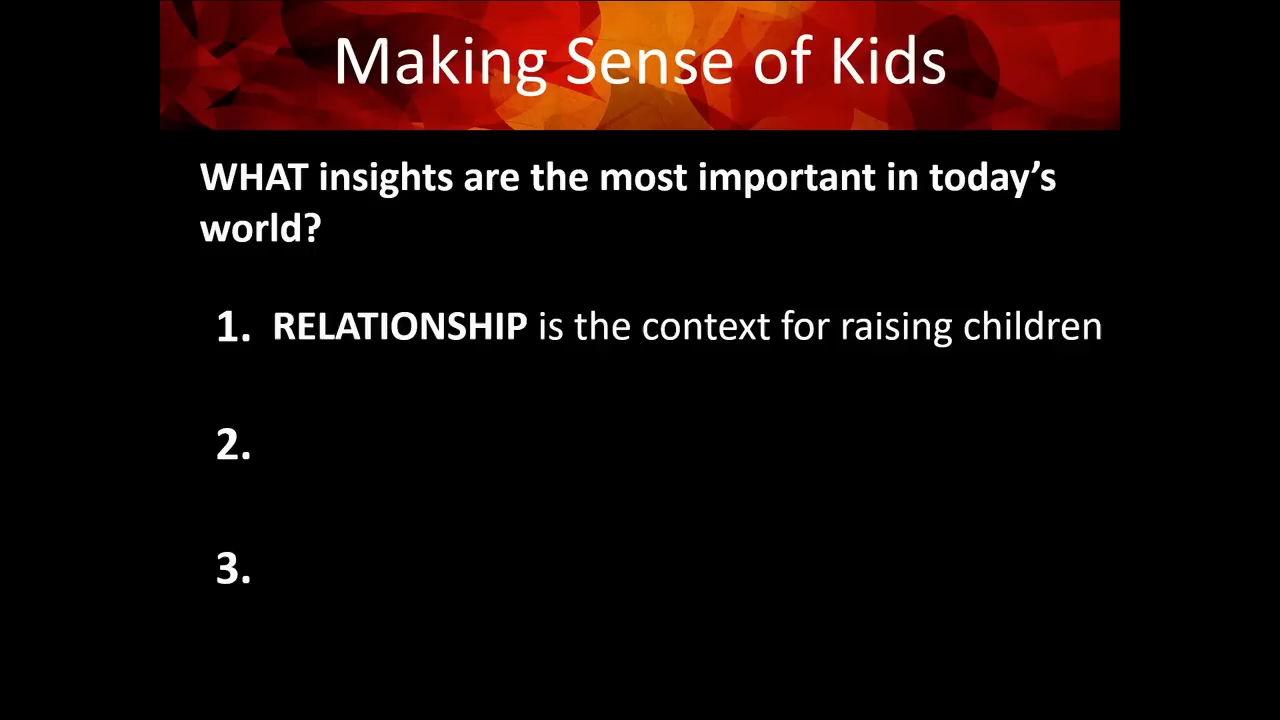 Making Sense of Kids
WHAT insights are the most important in today’s
world?
1. RELATIONSHIP is the context for raising children
2.
3.